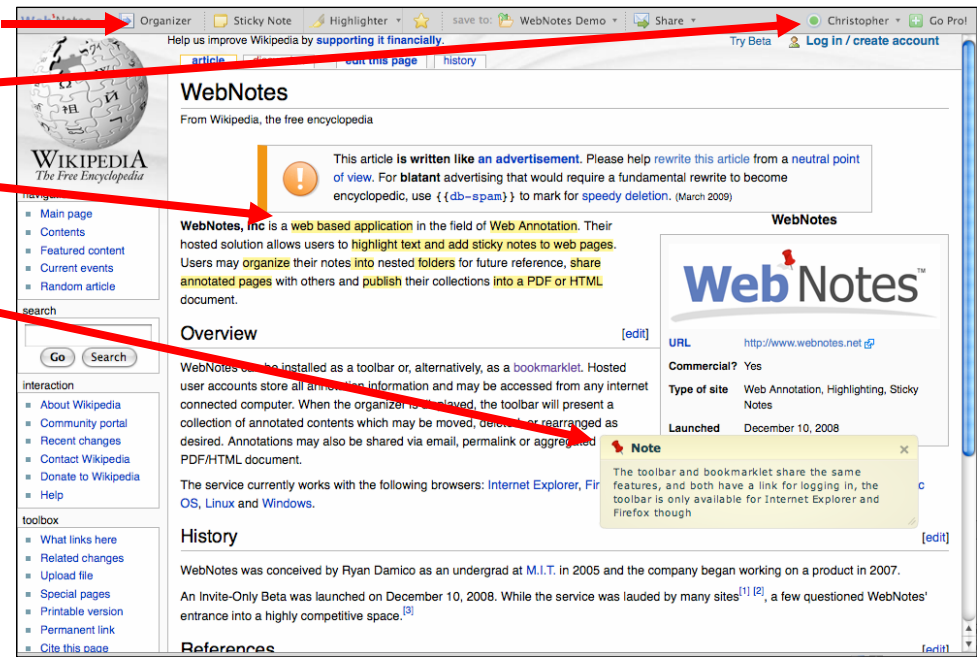 Organizer Sticky Note Highlighter save to: WebNotes Demo Share Christopher Go Pro!
Help us improve Wikipedia by supporting it financially.
Try Beta Log in / create account
article edit this page history
WIKIPEDIA
The Free Encyclopedia
Main page
Contents
Featured content
Current events
Random article
search
Go Search
interaction
About Wikipedia
Community portal
Recent changes
Contact Wikipedia
Donate to Wikipedia
Help
toolbox
What links here
Related changes
Upload file
Special pages
Printable version
Permanent link
Cite this page
WebNotes
From Wikipedia, the free encyclopedia
This article is written like an advertisement. Please help rewrite this article from a neutral point
of view. For blatant advertising that would require a fundamental rewrite to become
encyclopedic, use {{db-spam}} to mark for speedy deletion. (March 2009)
WebNotes, Inc is a web based application in the field of Web Annotation. Their
hosted solution allows users to highlight text and add sticky notes to web pages.
Users may organize their notes into nested folders for future reference, share
annotated pages with others and publish their collections into a PDF or HTML
document.
WebNotes
WebNotes™
URL http://www.webnotes.net
Commercial? Yes
Type of site Web Annotation, Highlighting, Sticky
Notes
Launched December 10, 2008
Overview [edit]
WebNotes can be installed as a toolbar or, alternatively, as a bookmarklet. Hosted
user accounts store all annotation information and may be accessed from any internet
connected computer. When the organizer is displayed, the toolbar will present a
collection of annotated contents which may be moved, deleted, or rearranged as
desired. Annotations may also be shared via email, permalink or aggregated
PDF/HTML document.
The service currently works with the following browsers: Internet Explorer,
OS, Linux and Windows.
Note
The toolbar and bookmarklet share the same
features, and both have a link for logging in, the
toolbar is only available for Internet Explorer and
Firefox though
History [edit]
WebNotes was conceived by Ryan Damico as an undergrad at M.I.T. in 2005 and the company began working on a product in 2007.
An Invite-Only Beta was launched on December 10, 2008. While the service was lauded by many sites[1] [2], a few questioned WebNotes'
entrance into a highly competitive space.[3]
References [edit]